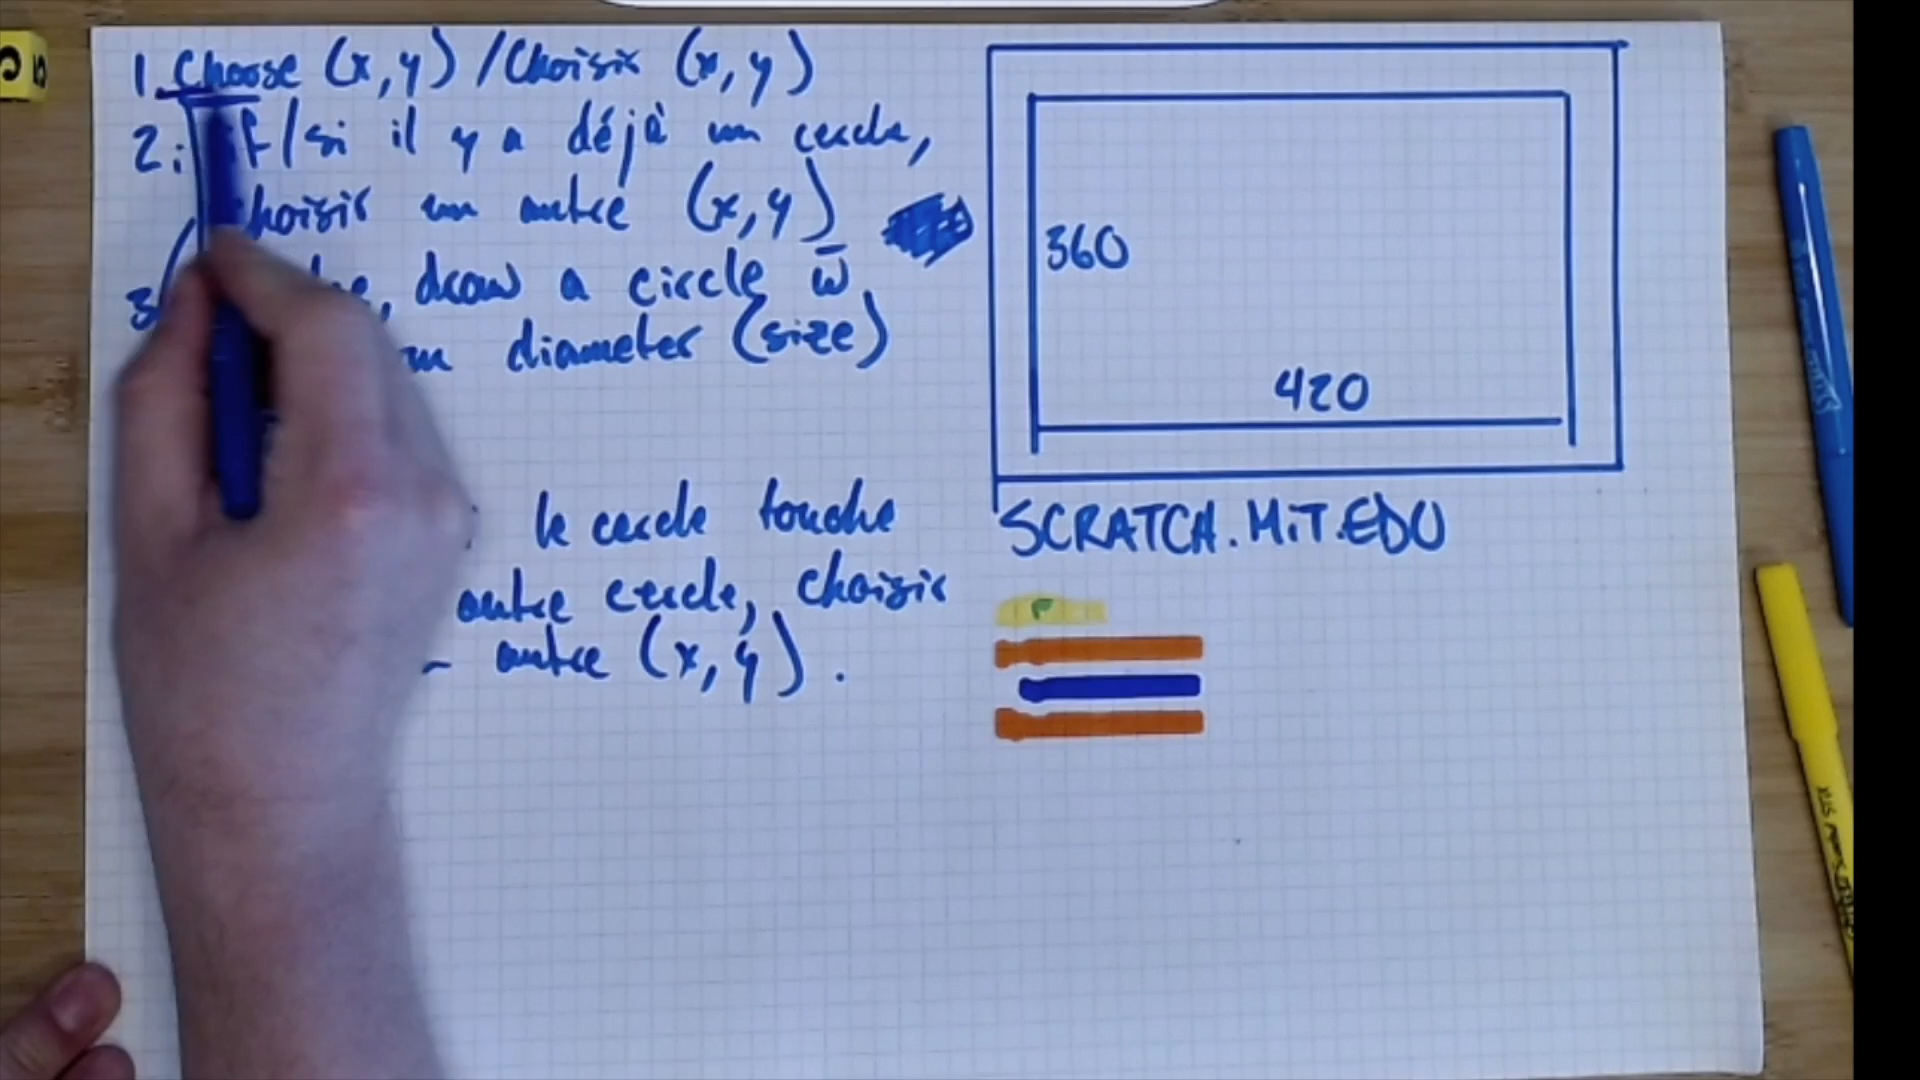 1. Choose (x, y) / Choisir (x, y)
2: If/si il y a déjà un cercle,
choisir un autre (x, y)
3 draw a circle w̄
diameter (size)
le cercle touche
autre cercle, choisir
autre (x, y).
360
420
SCRATCH.MIT.EDU